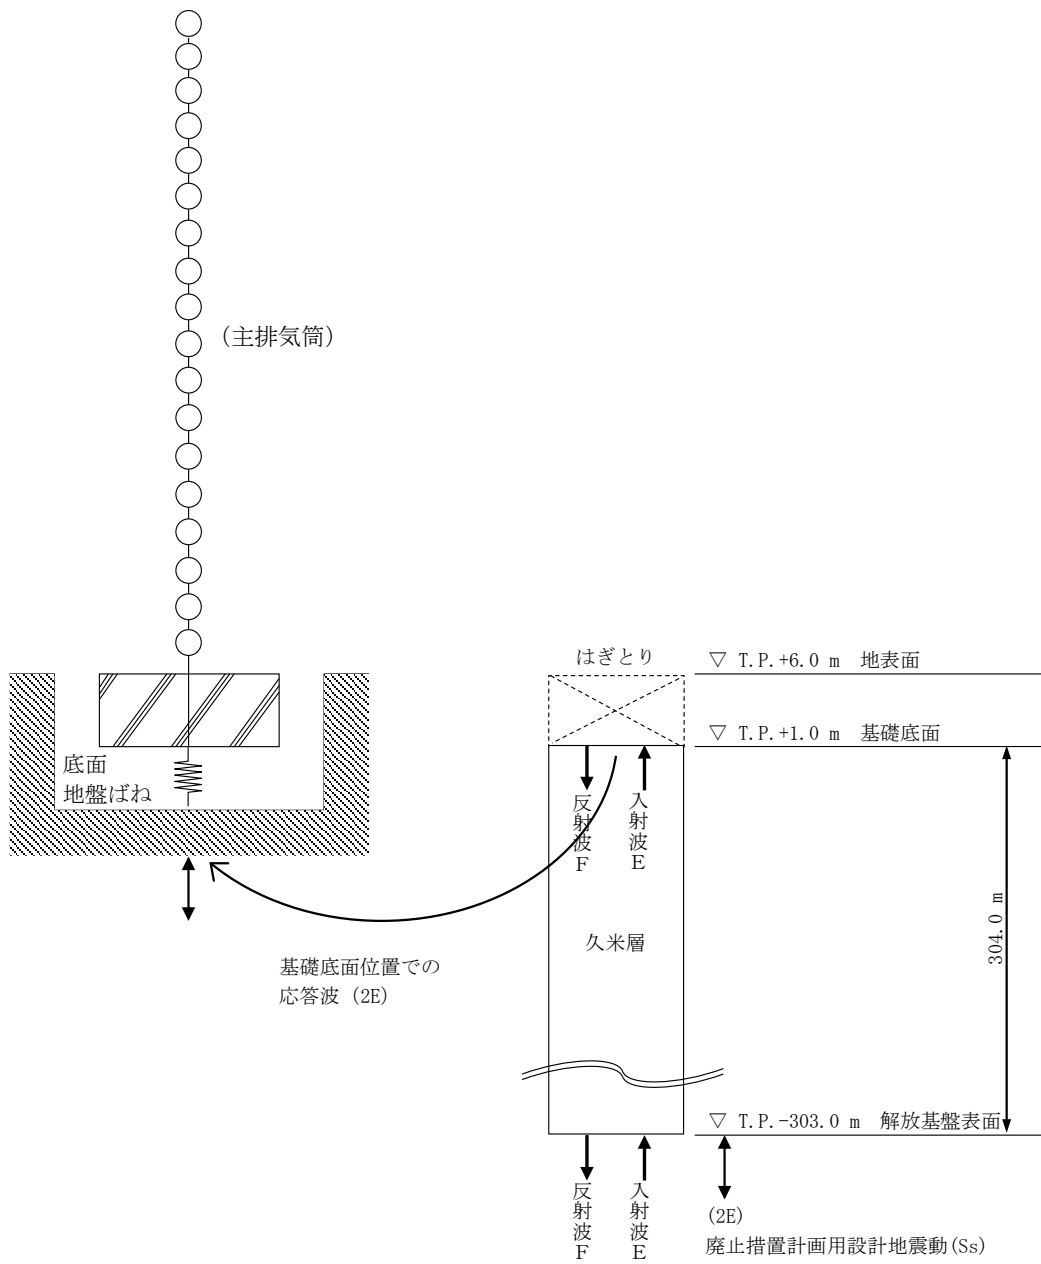 （主排気筒）
はぎとり
▽ T.P.+6.0 m 地表面
▽ T.P.+1.0 m 基礎底面
底面
地盤ばね
反射波F
入射波E
久米層
304.0 m
基礎底面位置での
応答波 (2E)
▽ T.P.-303.0 m 解放基盤表面
反射波F
入射波E
(2E)
廃止措置計画用設計地震動(Ss)